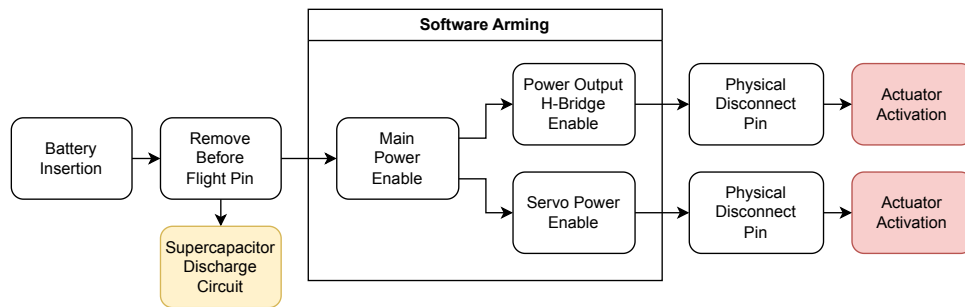 Software Arming
Battery
Insertion
Remove
Before
Flight Pin
Supercapacitor
Discharge
Circuit
Main
Power
Enable
Power Output
H-Bridge
Enable
Physical
Disconnect
Pin
Actuator
Activation
Servo Power
Enable
Physical
Disconnect
Pin
Actuator
Activation